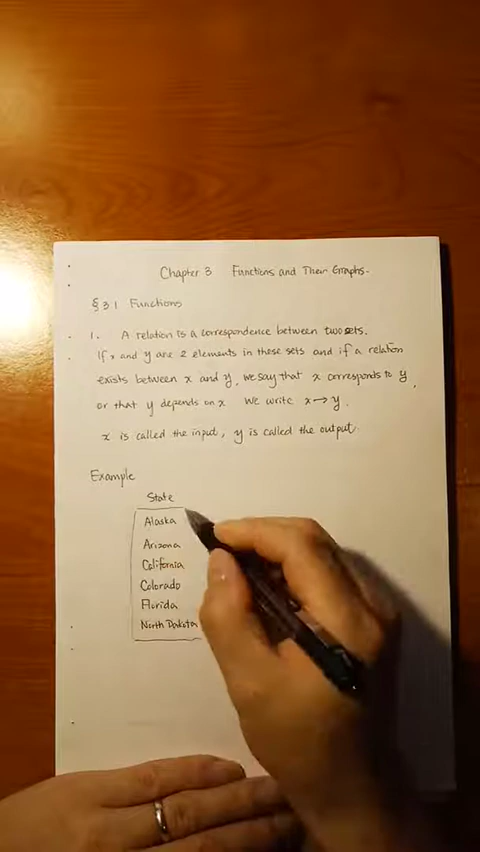 Chapter 3 Functions and Their Graphs.
§ 3.1 Functions
1. A relation is a correspondence between two sets.
If x and y are 2 elements in these sets and if a relation
exists between x and y, we say that x corresponds to y,
or that y depends on x We write x→y.
x is called the input, y is called the output.
Example
State
Alaska
Arizona
California
Colorado
Florida
North Dakota